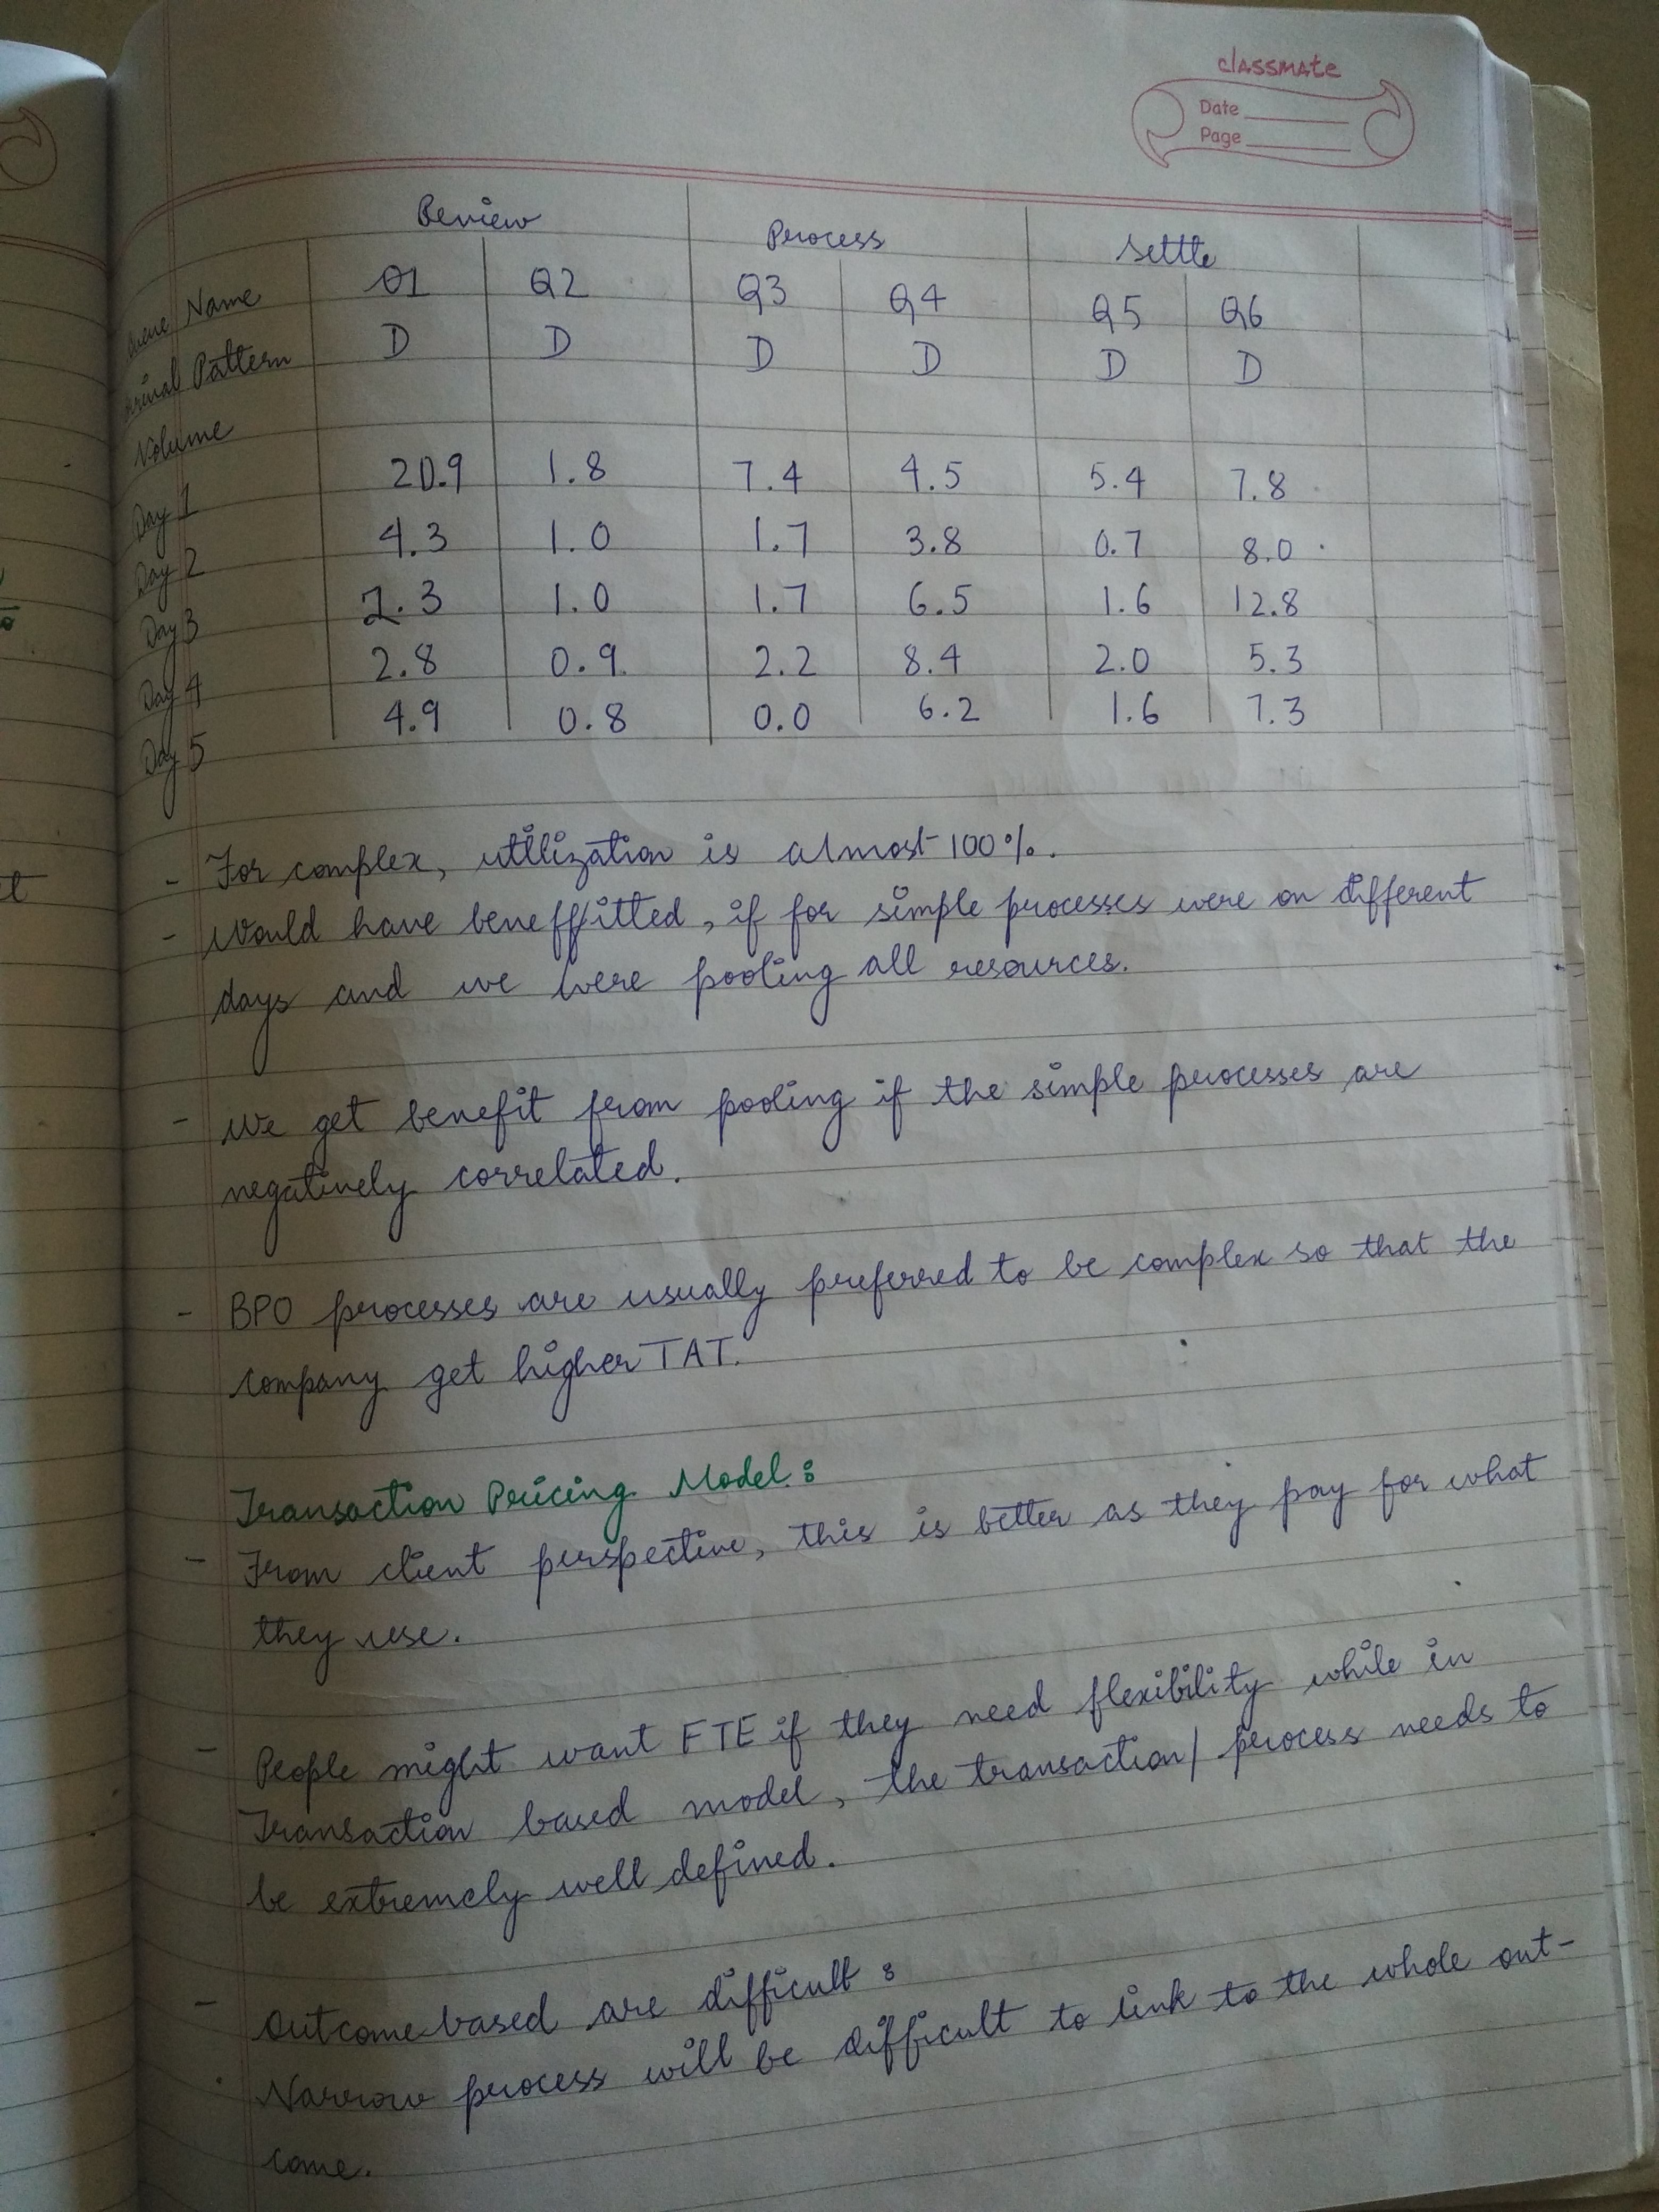 classmate
Date
Page
Review Process Settle
Queue Name Q1 Q2 Q3 Q4 Q5 Q6
Arrival Pattern D D D D D D
Volume
Day 1 20.9 1.8 7.4 4.5 5.4 7.8
Day 2 4.3 1.0 1.7 3.8 0.7 8.0
Day 3 2.3 1.0 1.7 6.5 1.6 12.8
Day 4 2.8 0.9 2.2 8.4 2.0 5.3
Day 5 4.9 0.8 0.0 6.2 1.6 7.3
- For complex, utilization is almost 100%.
- Would have beneffitted, if for simple processes were on different
days and we were pooling all resources.
- We get benefit from pooling if the simple processes are
negatively correlated.
- BPO processes are usually preferred to be complex so that the
company get higher TAT.
Transaction Pricing Model:
- From client perspective, this is better as they pay for what
they use.
- People might want FTE if they need flexibility while in
Transaction based model, the transaction/process needs to
be extremely well defined.
- Outcome based are difficult:
Narrow process will be difficult to link to the whole out-
come.